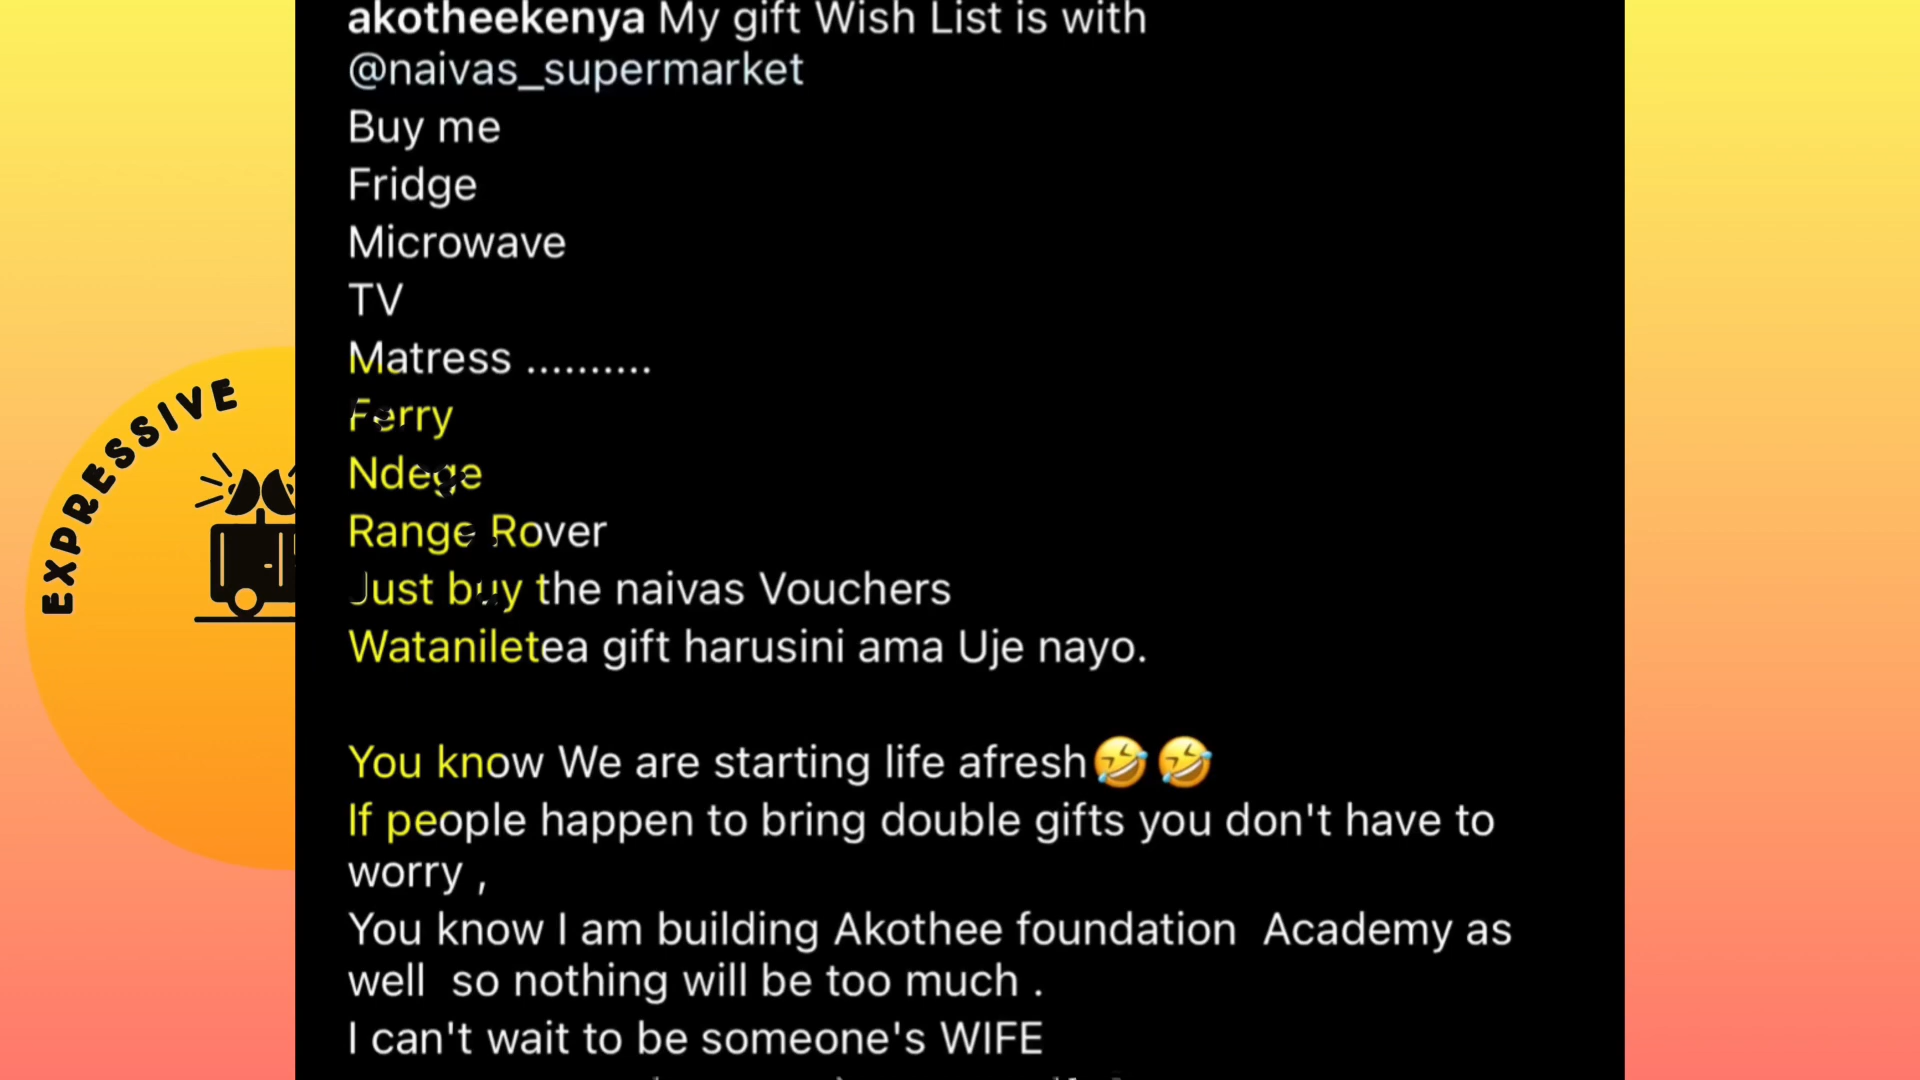 akotheekenya My gift Wish List is with
@naivas_supermarket
Buy me
Fridge
Microwave
TV
Matress ..........
Ferry
Ndege
Range Rover
Just buy the naivas Vouchers
Wataniletea gift harusini ama Uje nayo.
You know We are starting life afresh🤣🤣
If people happen to bring double gifts you don't have to
worry ,
You know I am building Akothee foundation  Academy as
well  so nothing will be too much .
I can't wait to be someone's WIFE
EXPRESSIVE